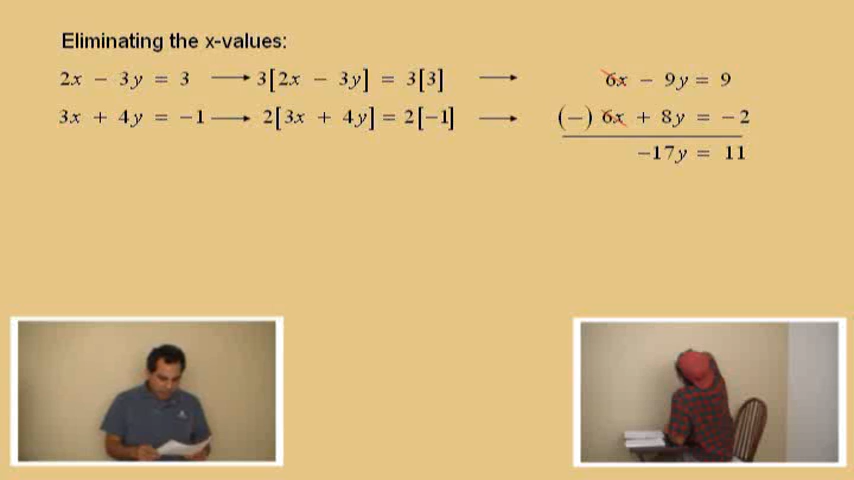 Eliminating the x-values:
2x − 3y = 3 ⟶ 3[2x − 3y] = 3[3] ⟶ 6x − 9y = 9
3x + 4y = −1 ⟶ 2[3x + 4y] = 2[−1] ⟶ (−) 6x + 8y = −2
−17y = 11